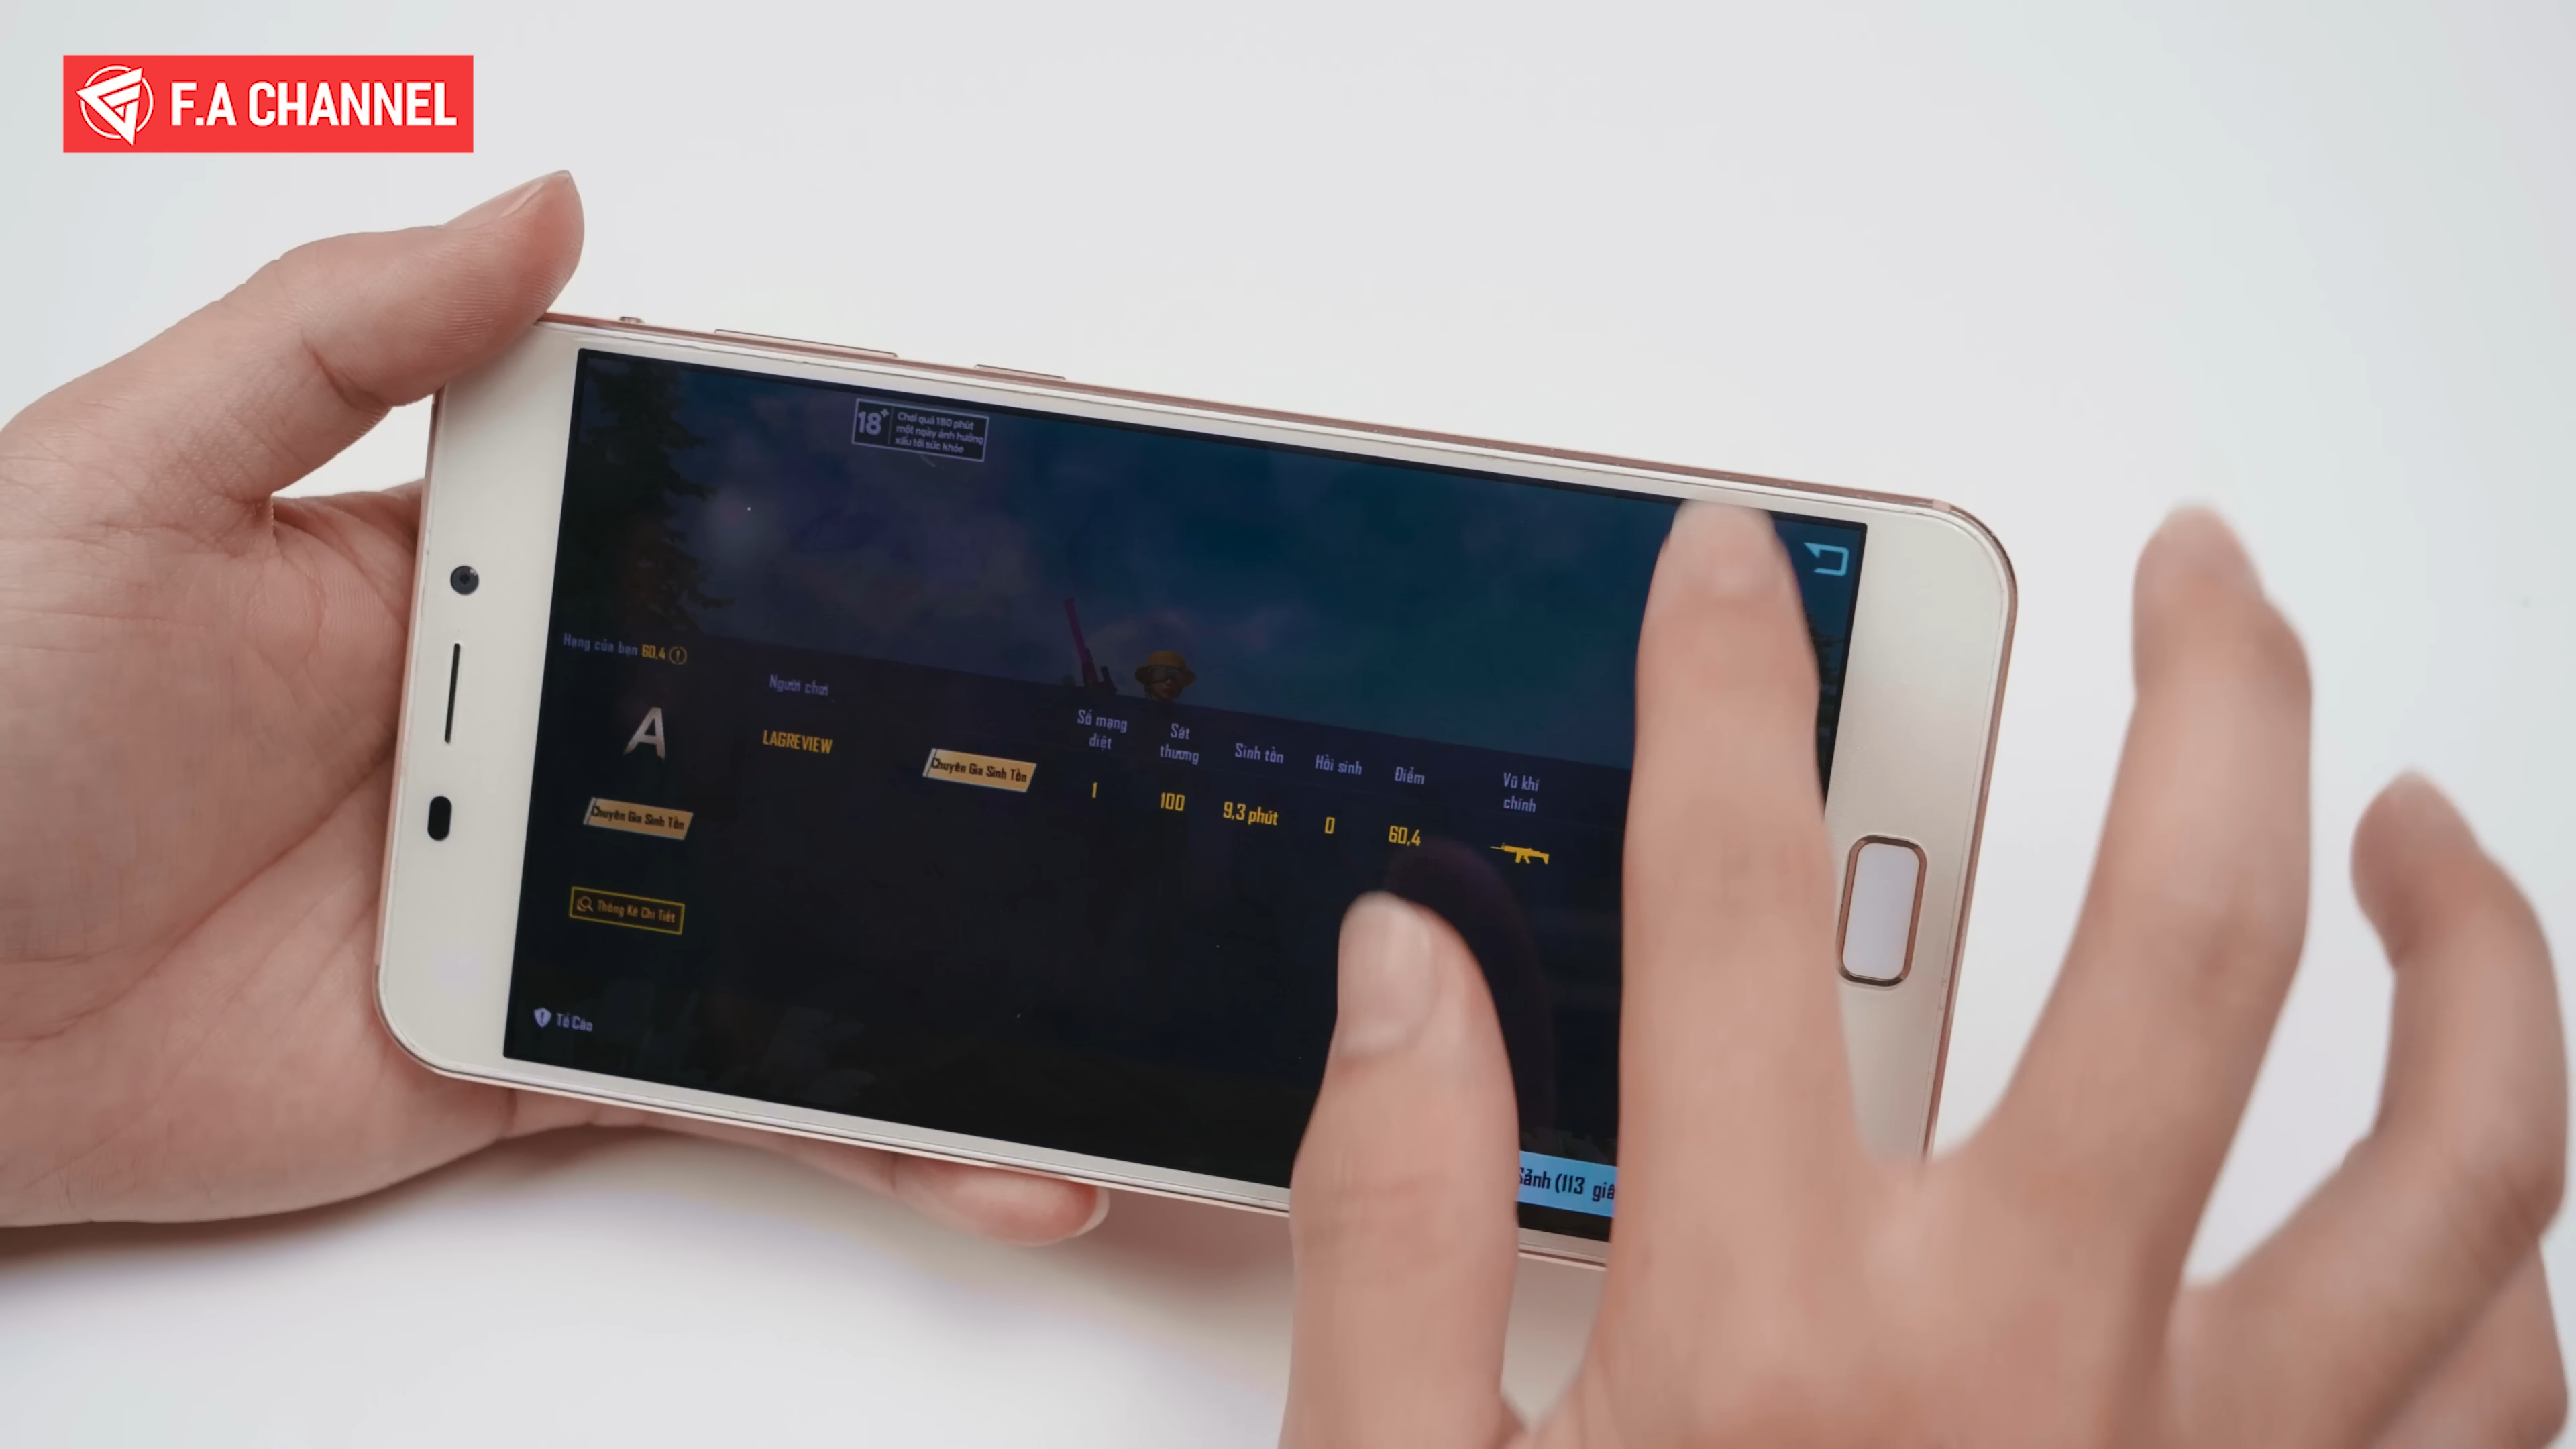 F.A CHANNEL
18+
Chơi quá 180 phút
một ngày ảnh hưởng
xấu tới sức khỏe
Hạng của bạn 60,4
A
Chuyên Gia Sinh Tồn
Thống Kê Chi Tiết
Tố Cáo
Người chơi
Số mạng
diệt
Sát
thương
Sinh tồn
Hồi sinh
Điểm
Vũ khí
chính
LAGREVIEW
Chuyên Gia Sinh Tồn
1
100
9,3 phút
0
60,4
Sảnh (113